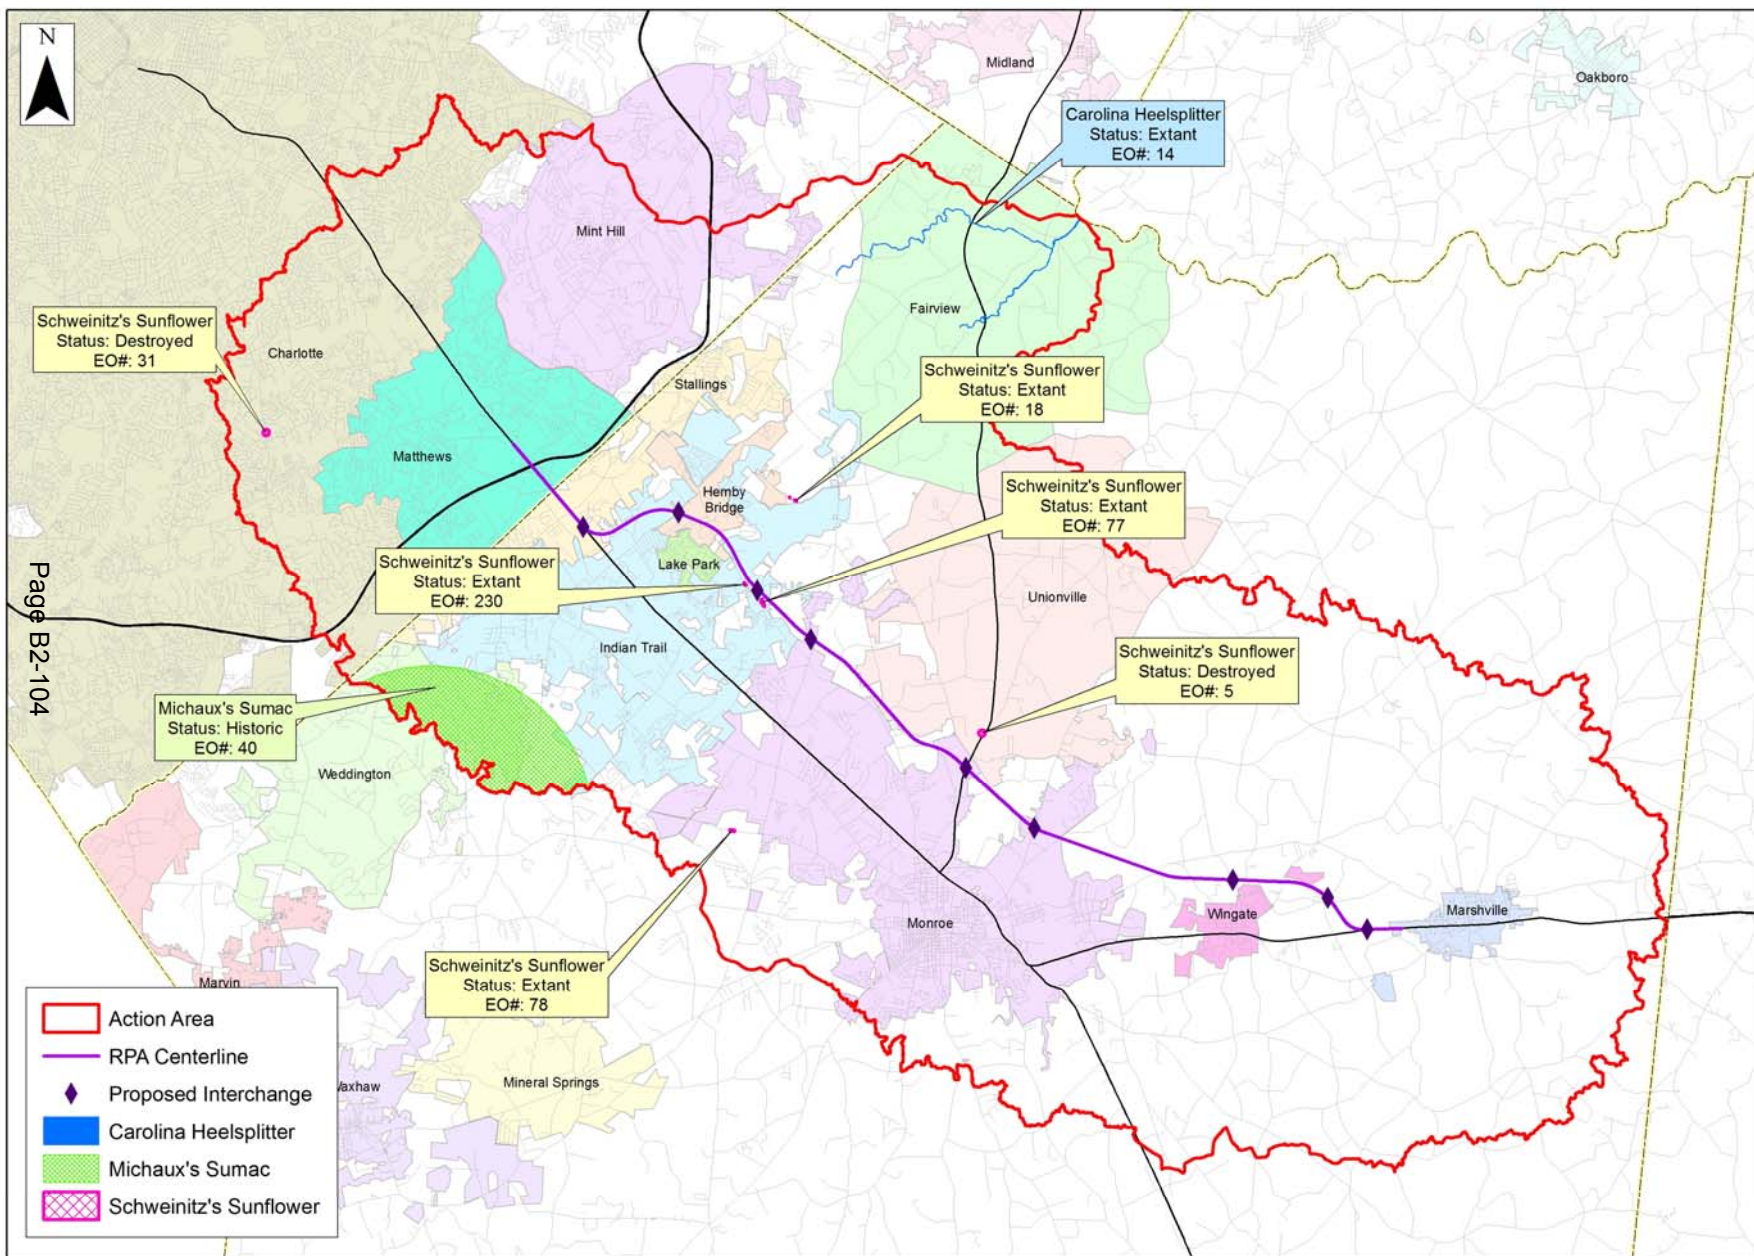 N
Midland
Oakboro
Carolina Heelsplitter
Status: Extant
EO#: 14
Mint Hill
Fairview
Schweinitz's Sunflower
Status: Destroyed
EO#: 31
Charlotte
Stallings
Schweinitz's Sunflower
Status: Extant
EO#: 18
Matthews
Hemby
Bridge
Schweinitz's Sunflower
Status: Extant
EO#: 77
Schweinitz's Sunflower
Status: Extant
EO#: 230
Lake Park
Unionville
Page B2-104
Indian Trail
Schweinitz's Sunflower
Status: Destroyed
EO#: 5
Michaux's Sumac
Status: Historic
EO#: 40
Weddington
Monroe
Wingate
Marshville
Schweinitz's Sunflower
Status: Extant
EO#: 78
Marvin
Mineral Springs
axhaw
Action Area
RPA Centerline
Proposed Interchange
Carolina Heelsplitter
Michaux's Sumac
Schweinitz's Sunflower